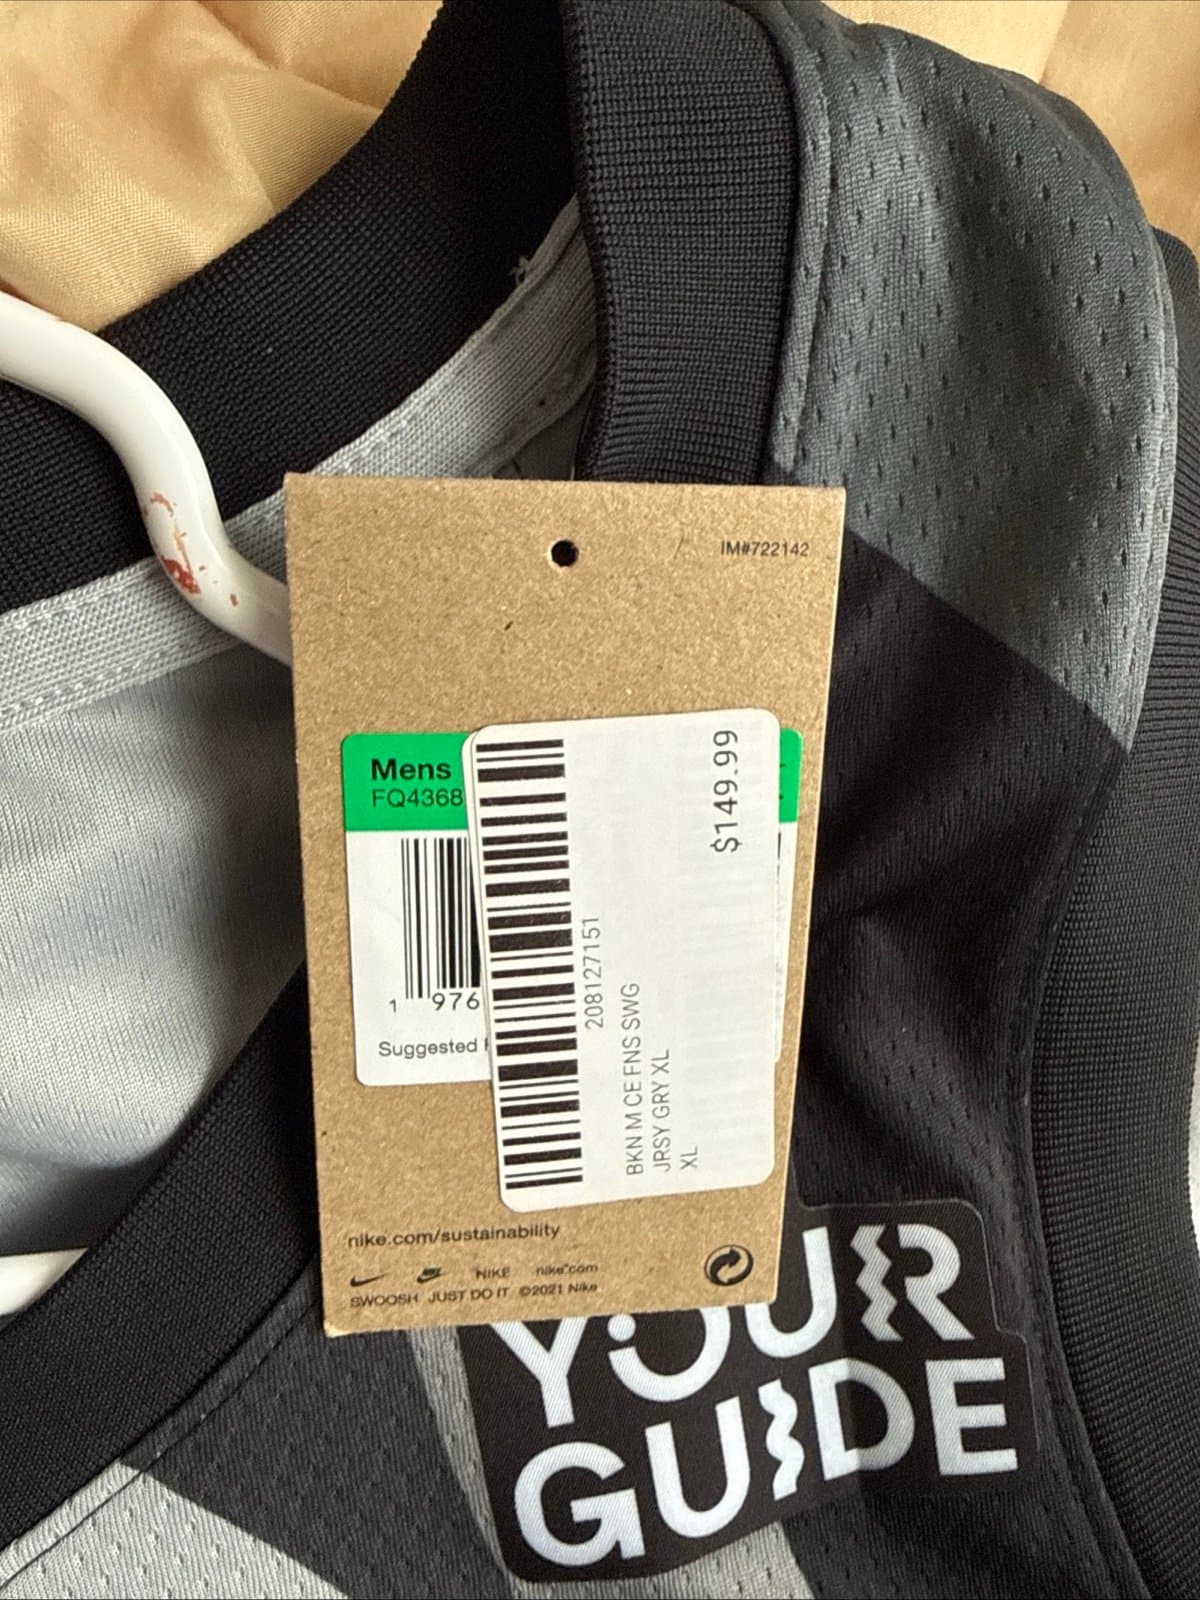 IM#722142
Mens
FQ4368
1 976
Suggested
$149.99
208127151
BKN M CE FNS SWG
JRSY GRY XL
XL
nike.com/sustainability
NIKE nike.com
SWOOSH JUST DO IT ©2021 Nike
YOUR
GUIDE